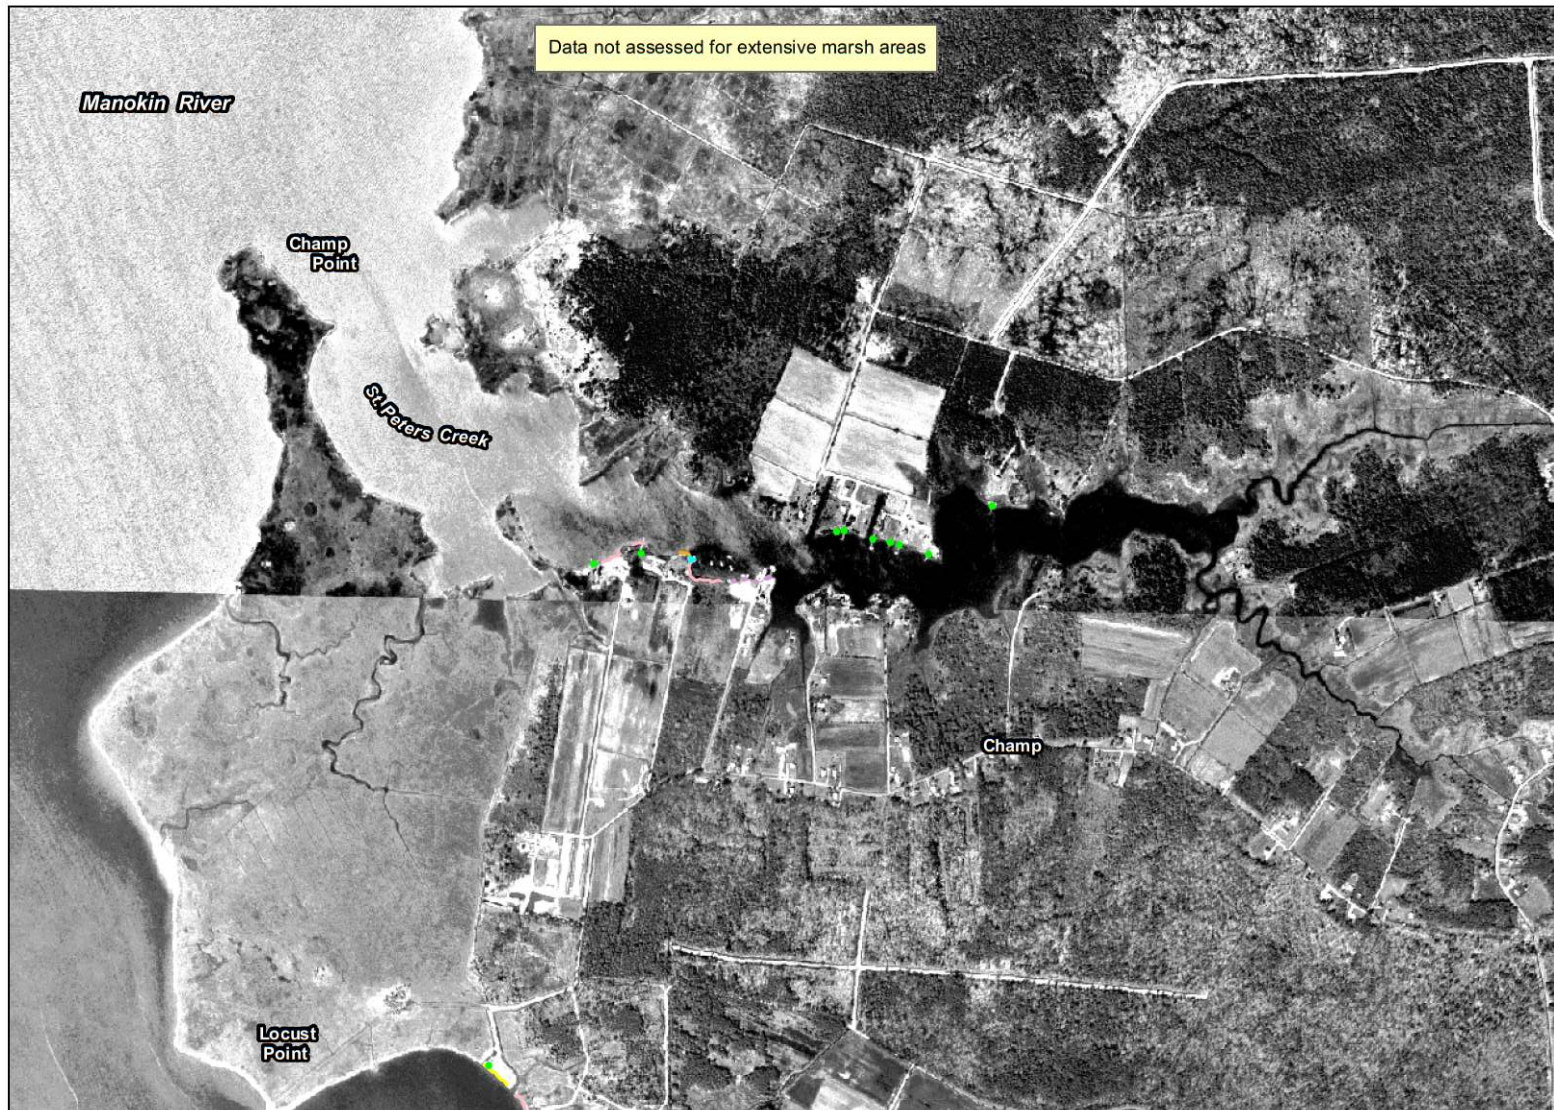 Data not assessed for extensive marsh areas
Manokin River
Champ
Point
St. Peters Creek
Champ
Locust
Point